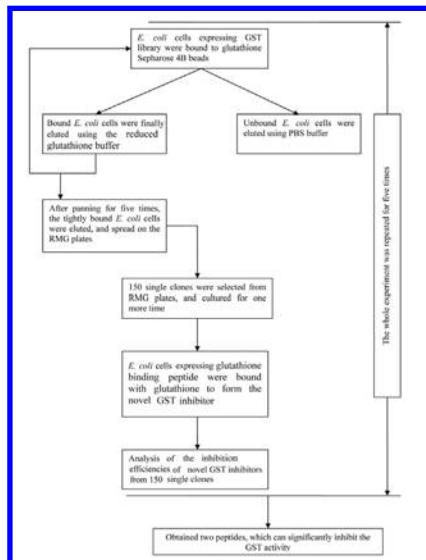 E. coli cells expressing GST
library were bound to glutathione
Sepharose 4B beads
Bound E. coli cells were finally
eluted using the reduced
glutathione buffer
Unbound E. coli cells were
eluted using PBS buffer
After panning for five times,
the tightly bound E. coli cells
were eluted, and spread on the
RMG plates
150 single clones were selected from
RMG plates, and cultured for one
more time
E. coli cells expressing glutathione
binding peptide were bound
with glutathione to form the
novel GST inhibitor
Analysis of the inhibition
efficiencies of novel GST inhibitors
from 150 single clones
The whole experiment was repeated for five times
Obtained two peptides, which can significantly inhibit the
GST activity